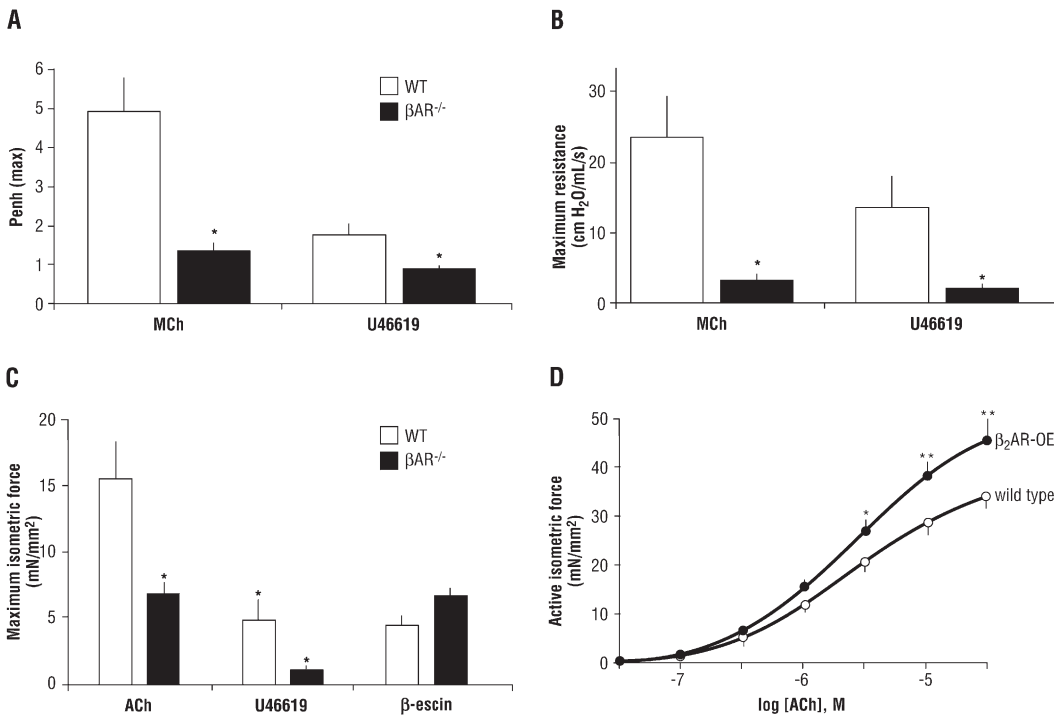 A
Penh (max)
6
5
4
3
2
1
0
WT
βAR-/-
*
*
MCh
U46619
B
Maximum resistance
(cm H2O/mL/s)
30
20
10
0
*
*
MCh
U46619
C
Maximum isometric force
(mN/mm2)
20
15
10
5
0
WT
βAR-/-
*
*
*
ACh
U46619
β-escin
D
Active isometric force
(mN/mm2)
50
40
30
20
10
0
*
**
**
β2AR-OE
wild type
-7
-6
-5
log [ACh], M